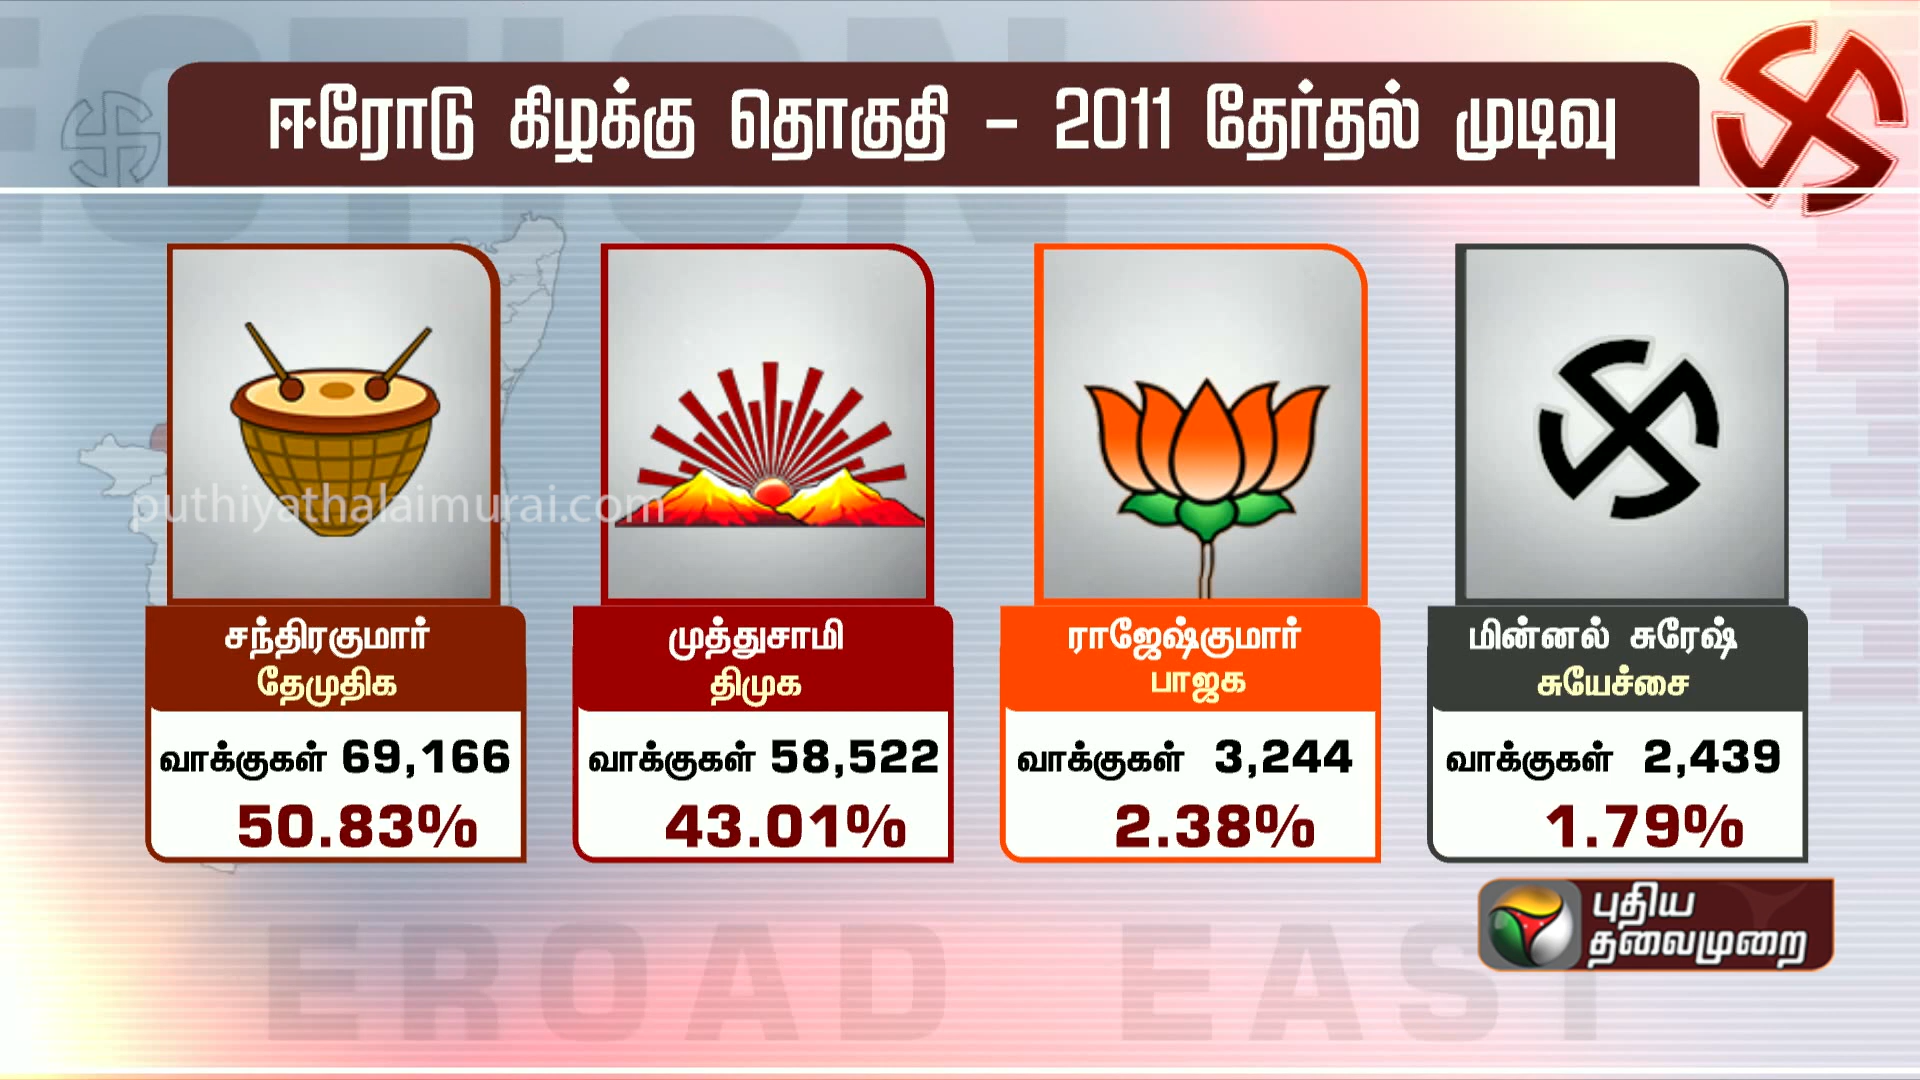 ECTION
ஈரோடு கிழக்கு தொகுதி - 2011 தேர்தல் முடிவு
puthiyathalaimurai.com
சந்திரகுமார்
தேமுதிக
வாக்குகள் 69,166
50.83%
முத்துசாமி
திமுக
வாக்குகள் 58,522
43.01%
ராஜேஷ்குமார்
பாஜக
வாக்குகள் 3,244
2.38%
மின்னல் சுரேஷ்
சுயேச்சை
வாக்குகள் 2,439
1.79%
புதிய
தலைமுறை
EROAD EAST